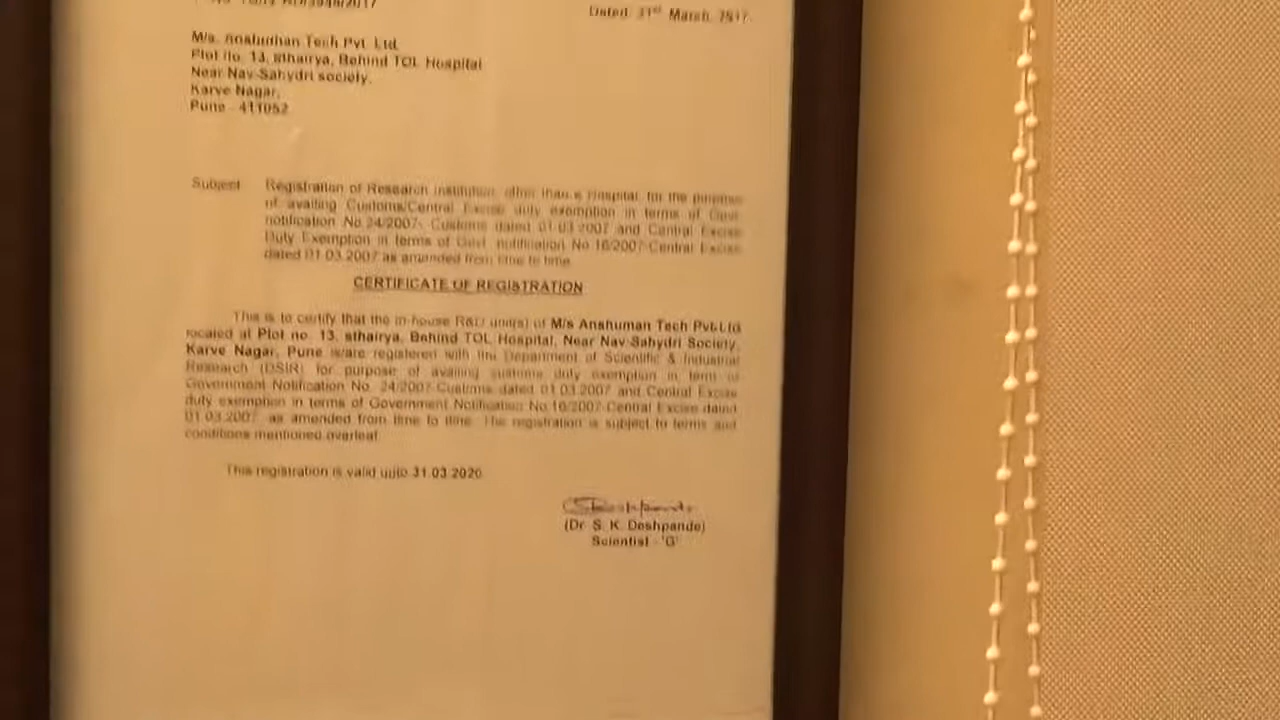 Dated 31st March, 2017
M/s. Anshuman Tech Pvt. Ltd.
Plot no. 13, sthairya, Behind TOL Hospital
Near Nav-Sahydri society,
Karve Nagar,
Pune - 411052
Subject Registration of Research Institution, other than a Hospital, for the purpose
of availing Customs/Central Excise duty exemption in terms of Govt.
notification No.24/2007- Customs dated 01.03.2007 and Central Excise
Duty Exemption in terms of Govt. notification No.16/2007-Central Excise
dated 01.03.2007 as amended from time to time.
CERTIFICATE OF REGISTRATION
This is to certify that the in-house R&D unit(s) of M/s Anshuman Tech Pvt.Ltd
located at Plot no. 13, sthairya, Behind TOL Hospital, Near Nav-Sahydri Society,
Karve Nagar, Pune is/are registered with the Department of Scientific & Industrial
Research (DSIR) for purpose of availing customs duty exemption in term of
Government Notification No. 24/2007-Customs dated 01.03.2007 and Central Excise
duty exemption in terms of Government Notification No.16/2007-Central Excise dated
01.03.2007 as amended from time to time. The registration is subject to terms and
conditions mentioned overleaf.
This registration is valid upto 31.03.2020
(Dr. S. K. Deshpande)
Scientist - 'G'